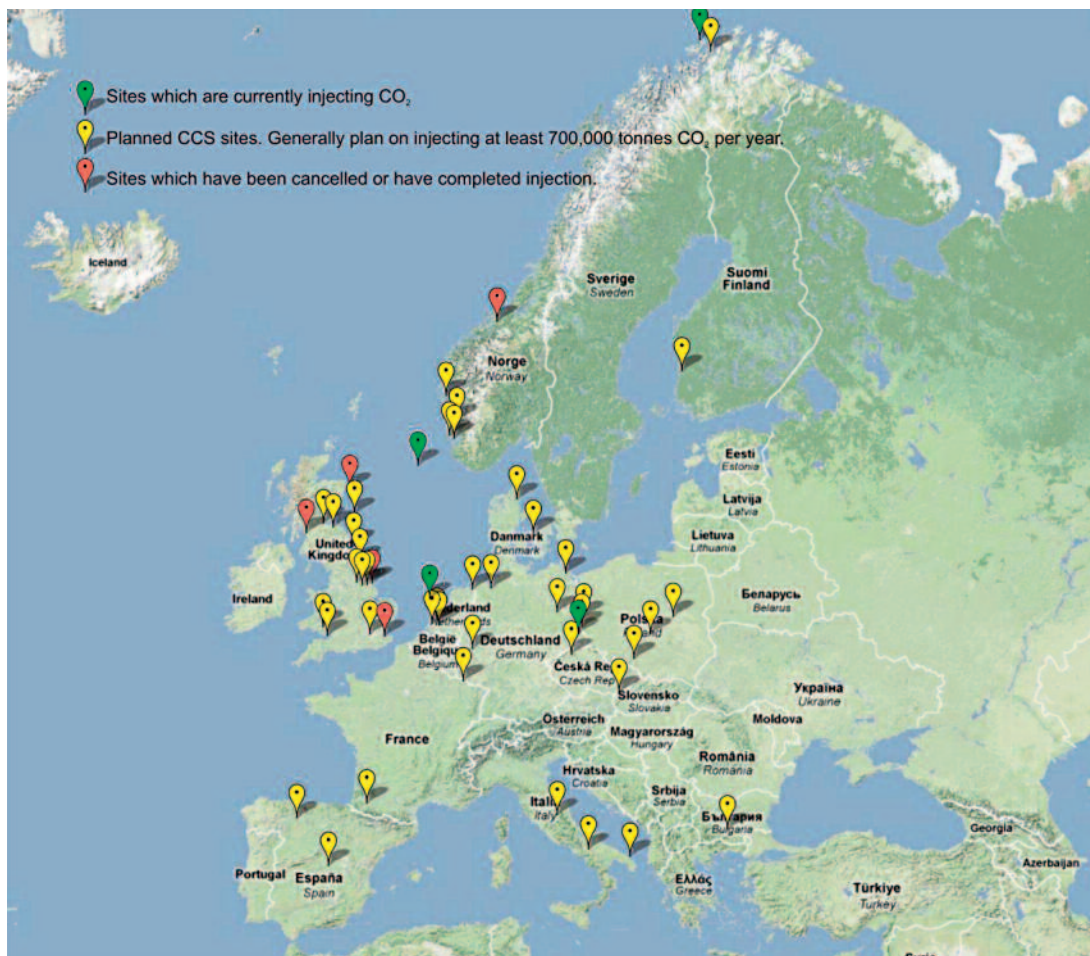 Sites which are currently injecting CO₂
Planned CCS sites. Generally plan on injecting at least 700,000 tonnes CO₂ per year.
Sites which have been cancelled or have completed injection.
Iceland
Sverige
Sweden
Suomi
Finland
Norge
Norway
Eesti
Estonia
Latvija
Latvia
Danmark
Denmark
Lietuva
Lithuania
United
Ireland
Беларусь
Belarus
Netherlands
België
Belgium
Deutschland
Germany
Česká Re
Czech Rep
Slovensko
Slovakia
Україна
Ukraine
Österreich
Austria
Magyarország
Hungary
Moldova
France
România
Romania
Hrvatska
Croatia
Srbija
Serbia
Italy
Bulgaria
Georgia
Azerbaijan
Portugal
España
Spain
Ελλάς
Greece
Türkiye
Turkey